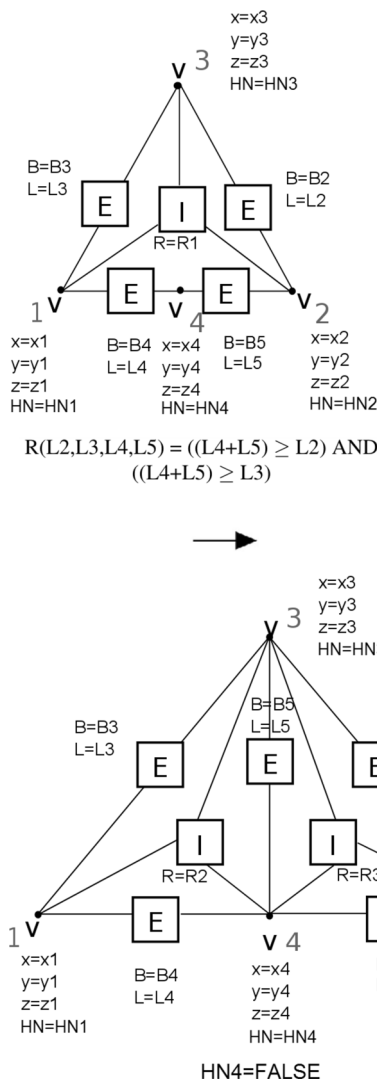 x=x3
y=y3
z=z3
HN=HN3
v 3
B=B3
L=L3
B=B2
L=L2
E
I
E
R=R1
E
E
1 v
v 4
v 2
x=x1
y=y1
z=z1
HN=HN1
B=B4
L=L4
x=x4
y=y4
z=z4
HN=HN4
B=B5
L=L5
x=x2
y=y2
z=z2
HN=HN2
R(L2,L3,L4,L5) = ((L4+L5) ≥ L2) AND
((L4+L5) ≥ L3)
x=x3
y=y3
z=z3
HN=HN
v 3
B=B3
L=L3
B=B5
L=L5
E
E
E
I
I
R=R2
R=R3
E
1 v
v 4
x=x1
y=y1
z=z1
HN=HN1
B=B4
L=L4
x=x4
y=y4
z=z4
HN=HN4
HN4=FALSE